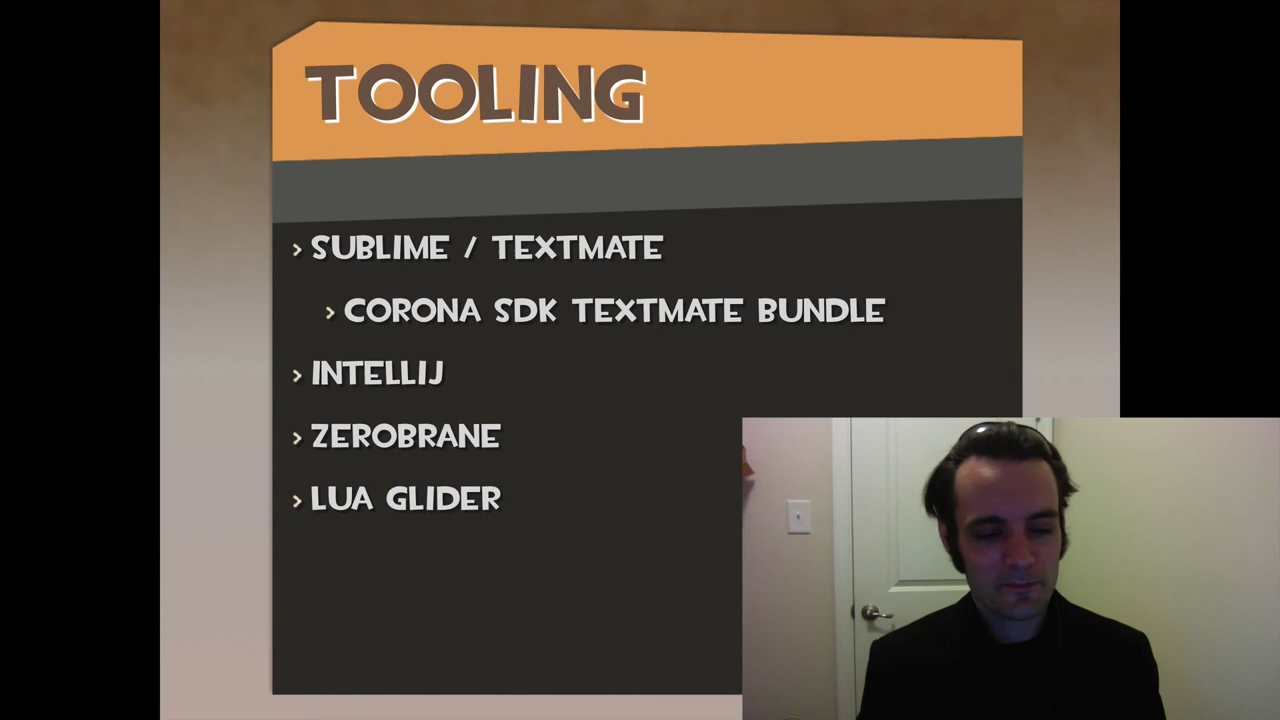 TOOLING
› SUBLIME / TEXTMATE
› CORONA SDK TEXTMATE BUNDLE
› INTELLIJ
› ZEROBRANE
› LUA GLIDER